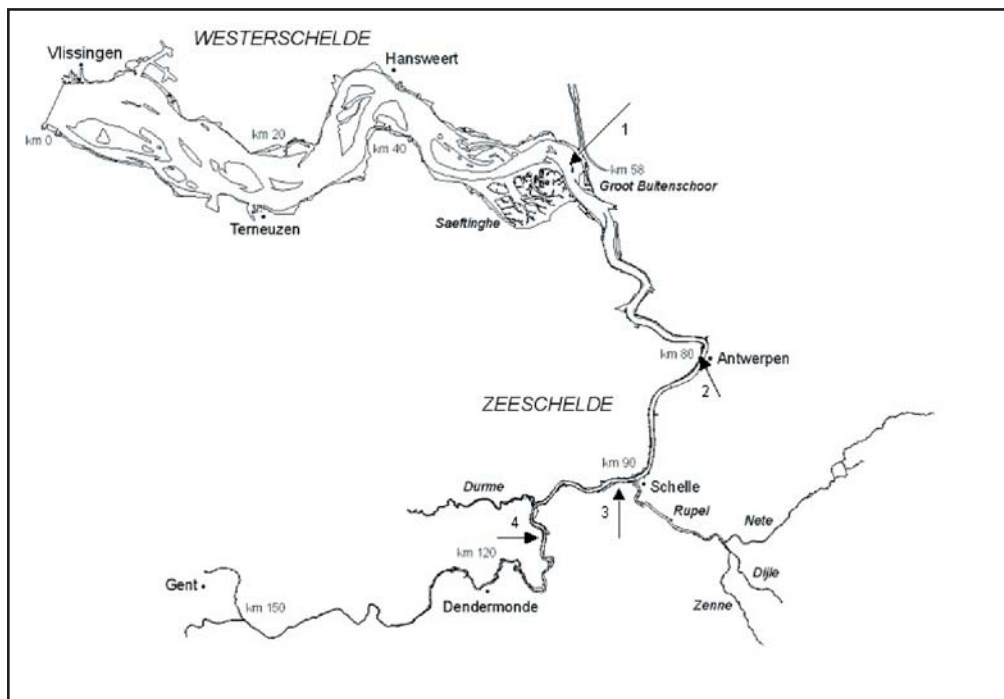 WESTERSCHELDE
Vlissingen
Hansweert
km 0
km 20
km 40
1
km 58
Groot Buitenschoor
Saeftinghe
Terneuzen
km 80
Antwerpen
2
ZEESCHELDE
km 90
Schelle
Durme
3
Rupel
Nete
4
km 120
Gent
Dijle
Dendermonde
Zenne
km 150